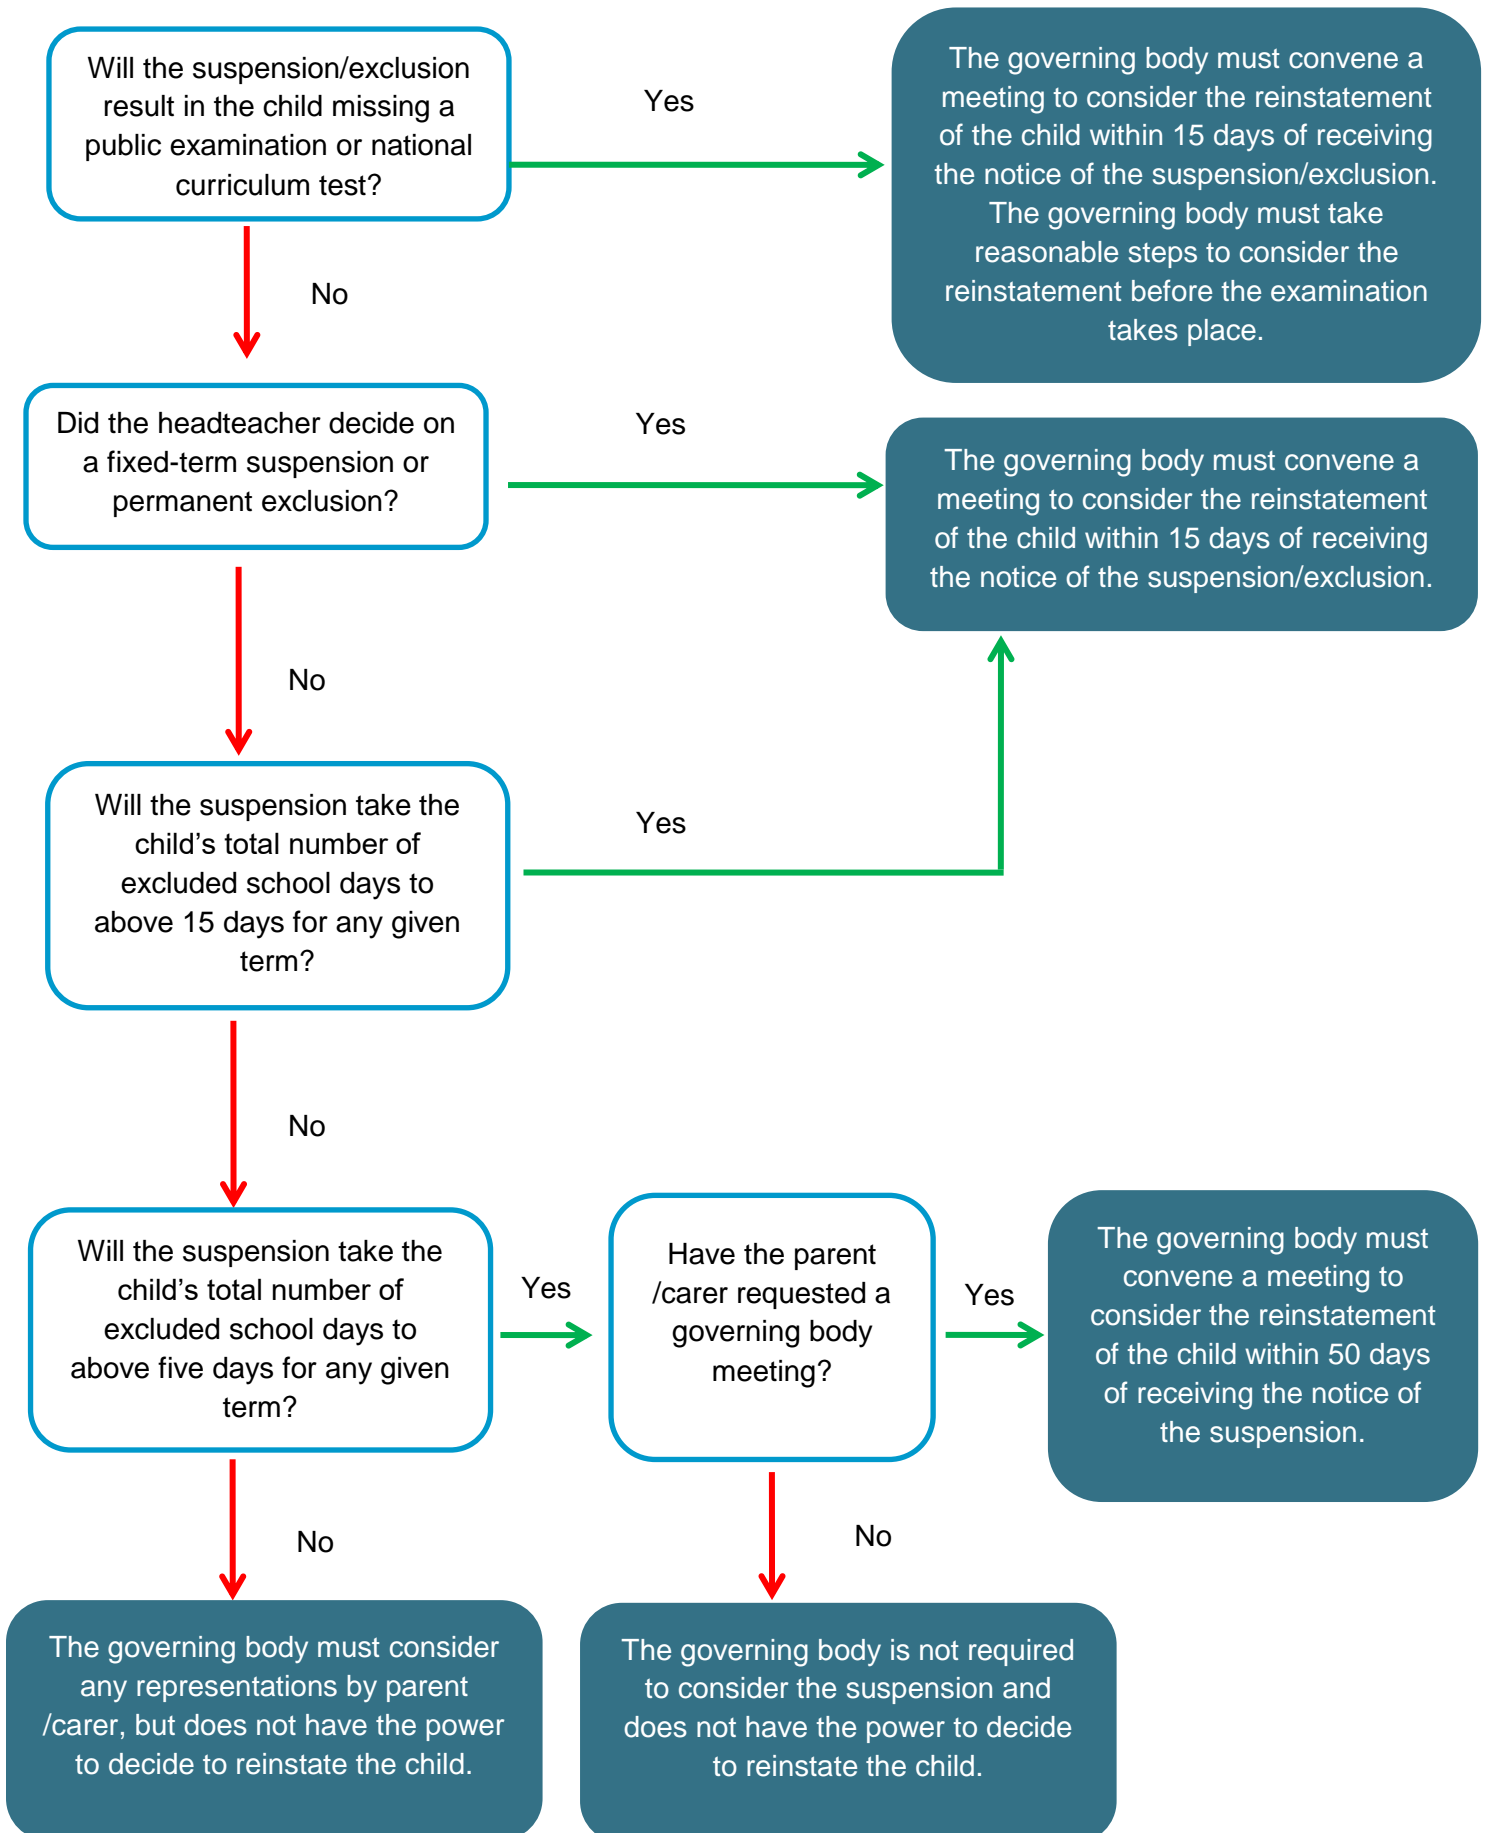 Will the suspension/exclusion
result in the child missing a
public examination or national
curriculum test?
Yes
The governing body must convene a
meeting to consider the reinstatement
of the child within 15 days of receiving
the notice of the suspension/exclusion.
The governing body must take
reasonable steps to consider the
reinstatement before the examination
takes place.
No
Did the headteacher decide on
a fixed-term suspension or
permanent exclusion?
Yes
The governing body must convene a
meeting to consider the reinstatement
of the child within 15 days of receiving
the notice of the suspension/exclusion.
No
Will the suspension take the
child’s total number of
excluded school days to
above 15 days for any given
term?
Yes
No
Will the suspension take the
child’s total number of
excluded school days to
above five days for any given
term?
Yes
Have the parent
/carer requested a
governing body
meeting?
Yes
The governing body must
convene a meeting to
consider the reinstatement
of the child within 50 days
of receiving the notice of
the suspension.
No
No
The governing body must consider
any representations by parent
/carer, but does not have the power
to decide to reinstate the child.
The governing body is not required
to consider the suspension and
does not have the power to decide
to reinstate the child.